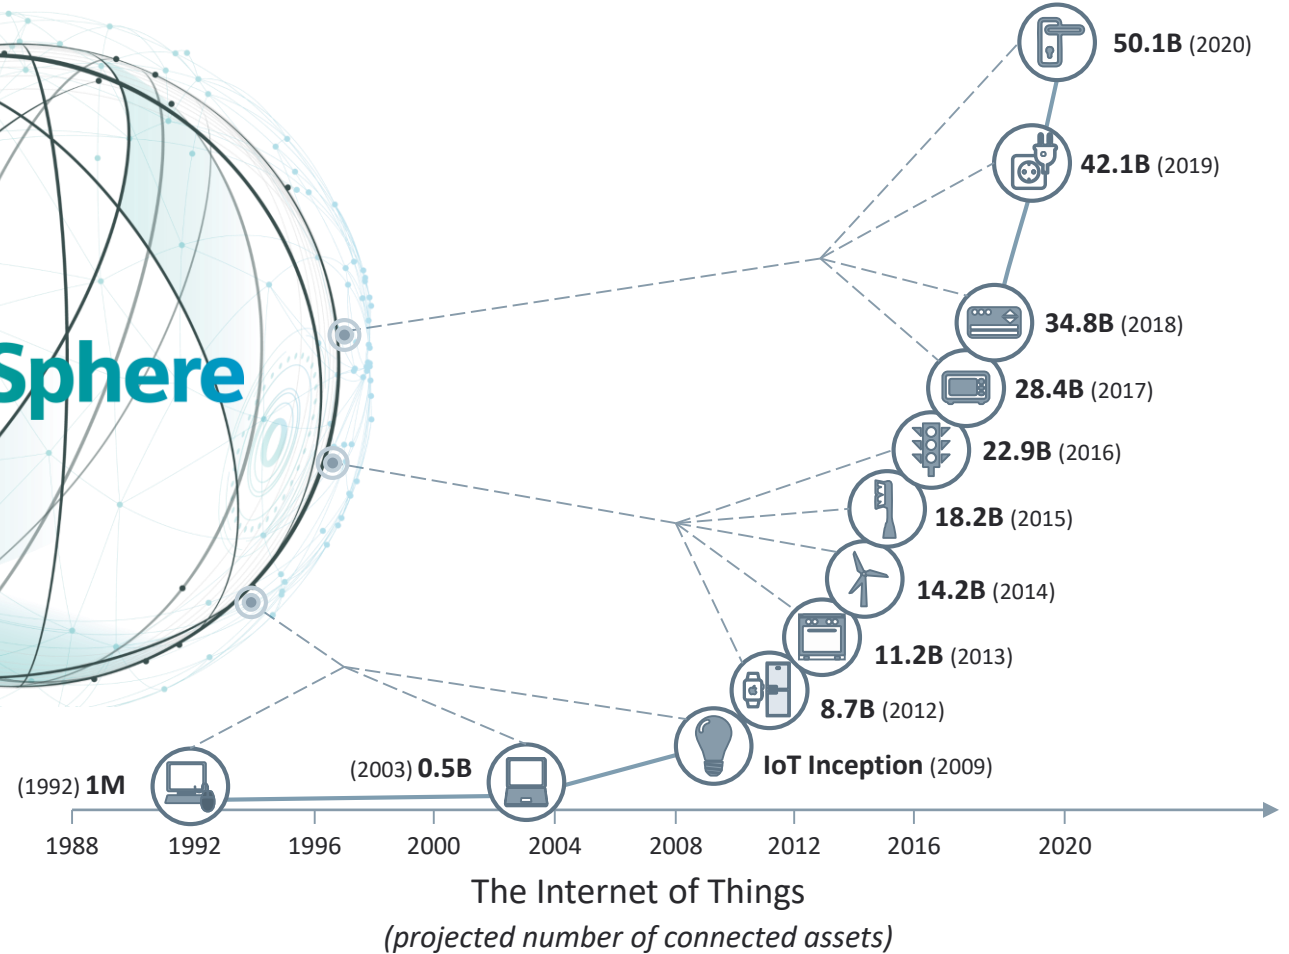 50.1B (2020)
42.1B (2019)
34.8B (2018)
Sphere
28.4B (2017)
22.9B (2016)
18.2B (2015)
14.2B (2014)
11.2B (2013)
8.7B (2012)
IoT Inception (2009)
(2003) 0.5B
(1992) 1M
1988 1992 1996 2000 2004 2008 2012 2016 2020
The Internet of Things
(projected number of connected assets)